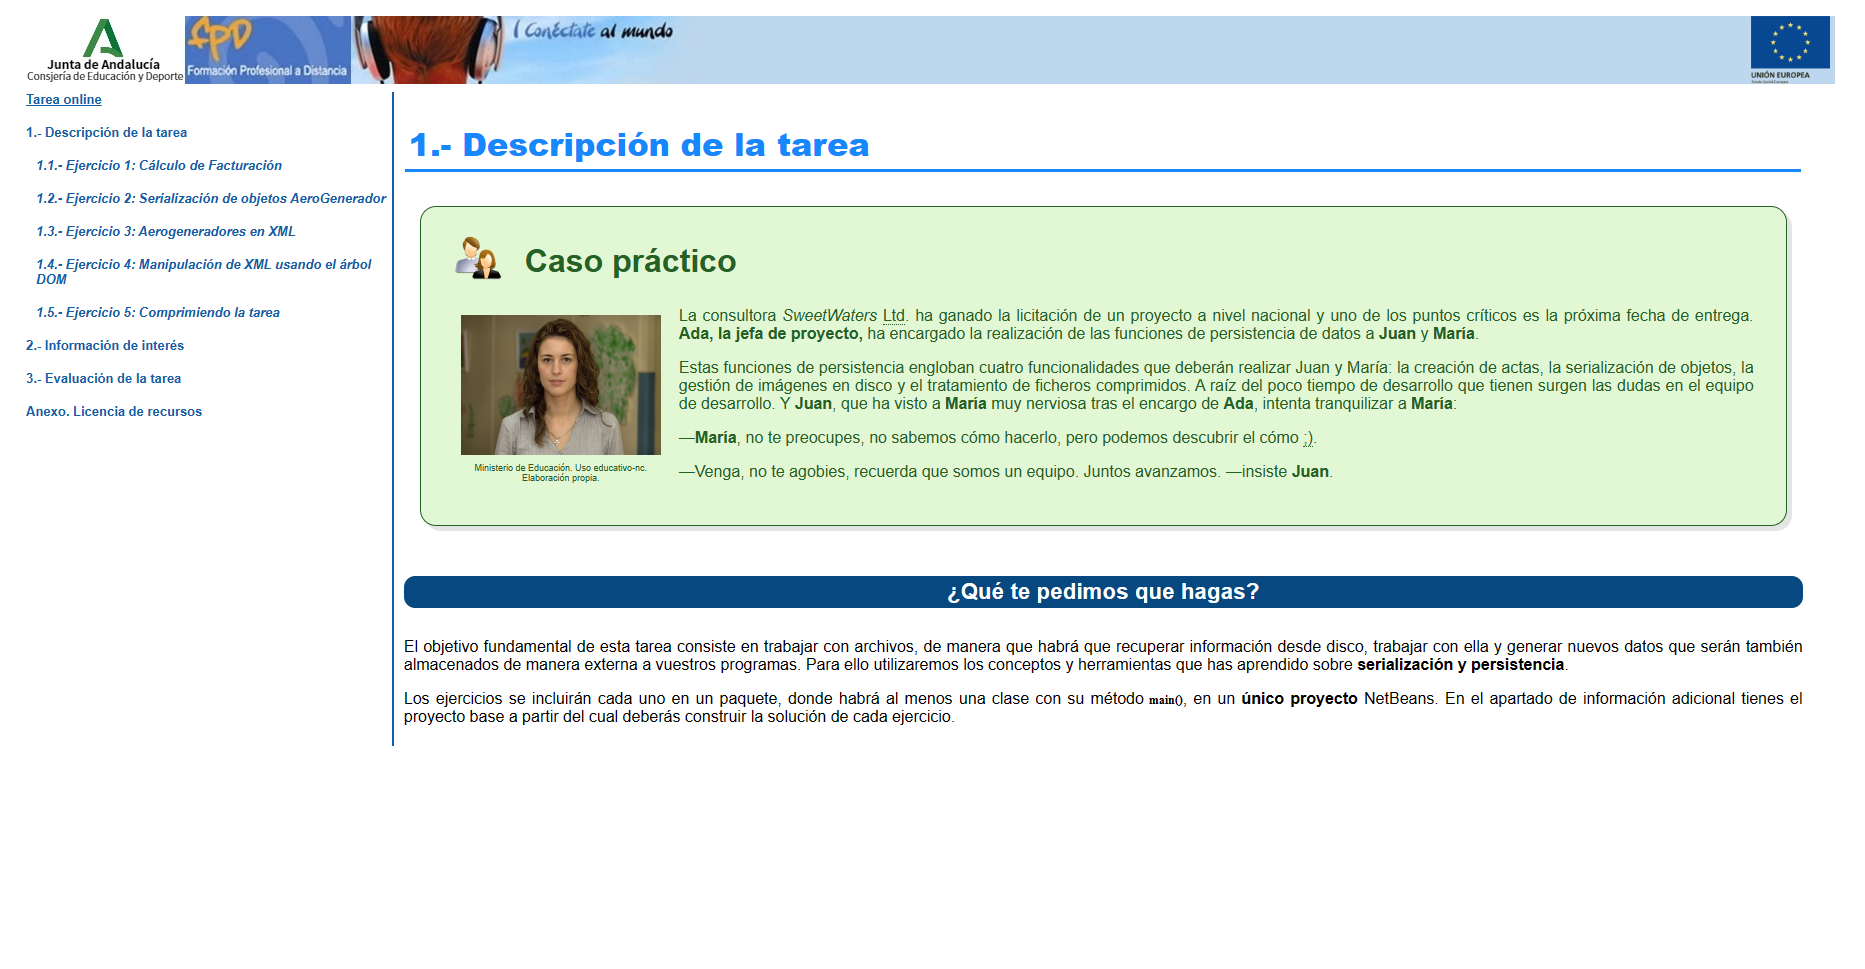 Junta de Andalucía
Consejería de Educación y Deporte
fpD
Formación Profesional a Distancia
Conéctate al mundo
UNIÓN EUROPEA
Fondo Social Europeo
Tarea online
1.- Descripción de la tarea
1.1.- Ejercicio 1: Cálculo de Facturación
1.2.- Ejercicio 2: Serialización de objetos AeroGenerador
1.3.- Ejercicio 3: Aerogeneradores en XML
1.4.- Ejercicio 4: Manipulación de XML usando el árbol
DOM
1.5.- Ejercicio 5: Comprimiendo la tarea
2.- Información de interés
3.- Evaluación de la tarea
Anexo. Licencia de recursos
1.- Descripción de la tarea
Caso práctico
La consultora SweetWaters Ltd. ha ganado la licitación de un proyecto a nivel nacional y uno de los puntos críticos es la próxima fecha de entrega.
Ada, la jefa de proyecto, ha encargado la realización de las funciones de persistencia de datos a Juan y María.
Estas funciones de persistencia engloban cuatro funcionalidades que deberán realizar Juan y María: la creación de actas, la serialización de objetos, la
gestión de imágenes en disco y el tratamiento de ficheros comprimidos. A raíz del poco tiempo de desarrollo que tienen surgen las dudas en el equipo
de desarrollo. Y Juan, que ha visto a María muy nerviosa tras el encargo de Ada, intenta tranquilizar a María:
—María, no te preocupes, no sabemos cómo hacerlo, pero podemos descubrir el cómo ;).
—Venga, no te agobies, recuerda que somos un equipo. Juntos avanzamos. —insiste Juan.
Ministerio de Educación. Uso educativo-nc.
Elaboración propia.
¿Qué te pedimos que hagas?
El objetivo fundamental de esta tarea consiste en trabajar con archivos, de manera que habrá que recuperar información desde disco, trabajar con ella y generar nuevos datos que serán también
almacenados de manera externa a vuestros programas. Para ello utilizaremos los conceptos y herramientas que has aprendido sobre serialización y persistencia.
Los ejercicios se incluirán cada uno en un paquete, donde habrá al menos una clase con su método main(), en un único proyecto NetBeans. En el apartado de información adicional tienes el
proyecto base a partir del cual deberás construir la solución de cada ejercicio.